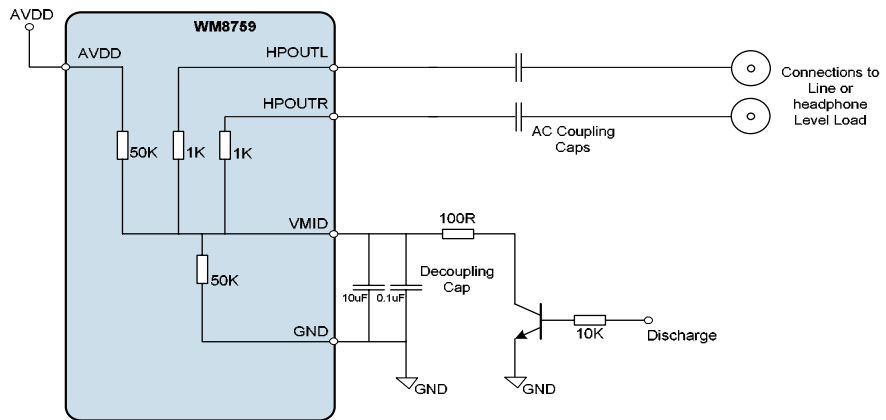 AVDD
WM8759
AVDD
HPOUTL
HPOUTR
50K
1K
1K
AC Coupling
Caps
Connections to
Line or
headphone
Level Load
VMID
100R
50K
10uF
0.1uF
Decoupling
Cap
GND
10K
Discharge
GND
GND